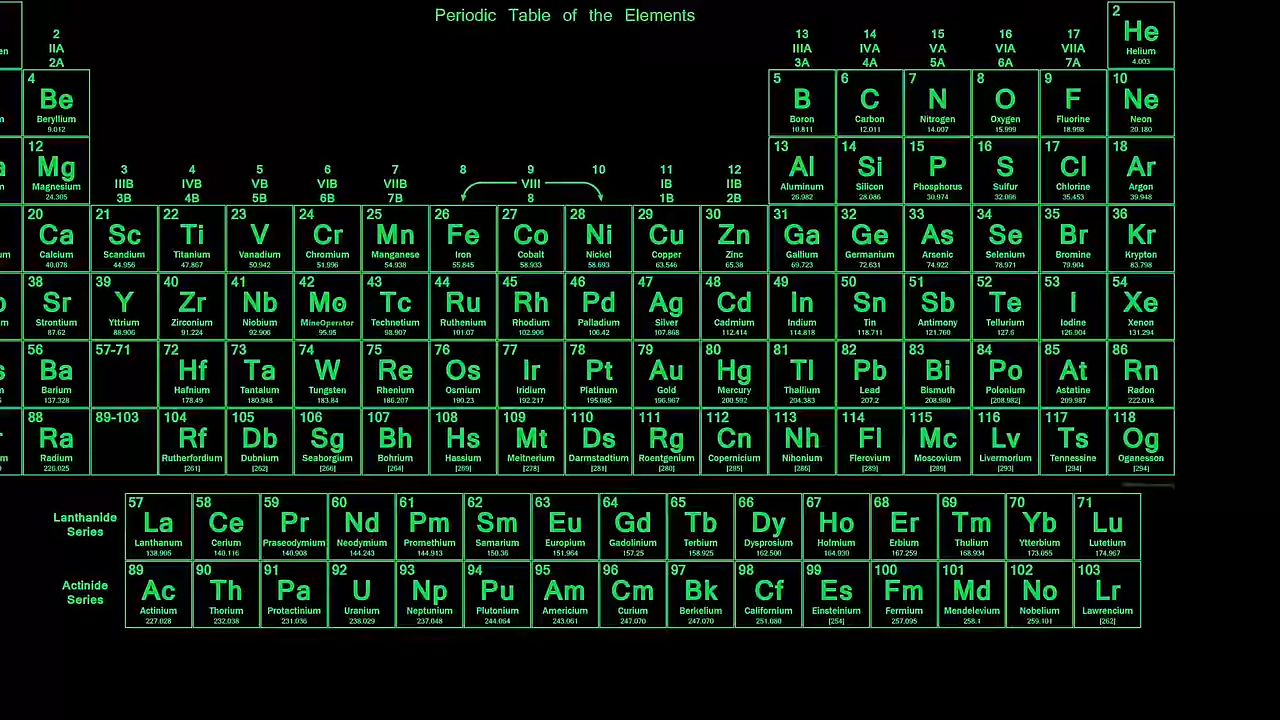 Periodic Table of the Elements
2
2 13 14 15 16 17 He
IIA IIIA IVA VA VIA VIIA Helium
2A 3A 4A 5A 6A 7A 4.003
4 5 6 7 8 9 10
Be B C N O F Ne
Beryllium Boron Carbon Nitrogen Oxygen Fluorine Neon
9.012 10.811 12.011 14.007 15.999 18.998 20.180
12 13 14 15 16 17 18
Mg Al Si P S Cl Ar
3 4 5 6 7 8 9 10 11 12
Magnesium IIIB IVB VB VIB VIIB VIII IB IIB Aluminum Silicon Phosphorus Sulfur Chlorine Argon
24.305 3B 4B 5B 6B 7B 8 1B 2B 26.982 28.086 30.974 32.066 35.453 39.948
20 21 22 23 24 25 26 27 28 29 30 31 32 33 34 35 36
Ca Sc Ti V Cr Mn Fe Co Ni Cu Zn Ga Ge As Se Br Kr
Calcium Scandium Titanium Vanadium Chromium Manganese Iron Cobalt Nickel Copper Zinc Gallium Germanium Arsenic Selenium Bromine Krypton
40.078 44.956 47.867 50.942 51.996 54.938 55.845 58.933 58.693 63.546 65.38 69.723 72.631 74.922 78.971 79.904 83.798
38 39 40 41 42 43 44 45 46 47 48 49 50 51 52 53 54
Sr Y Zr Nb Mo Tc Ru Rh Pd Ag Cd In Sn Sb Te I Xe
Strontium Yttrium Zirconium Niobium MineOperator Technetium Ruthenium Rhodium Palladium Silver Cadmium Indium Tin Antimony Tellurium Iodine Xenon
87.62 88.906 91.224 92.906 95.95 98.907 101.07 102.906 106.42 107.868 112.414 114.818 118.711 121.760 127.6 126.904 131.294
56 57-71 72 73 74 75 76 77 78 79 80 81 82 83 84 85 86
Ba Hf Ta W Re Os Ir Pt Au Hg Tl Pb Bi Po At Rn
Barium Hafnium Tantalum Tungsten Rhenium Osmium Iridium Platinum Gold Mercury Thallium Lead Bismuth Polonium Astatine Radon
137.328 178.49 180.948 183.84 186.207 190.23 192.217 195.085 196.967 200.592 204.383 207.2 208.980 [208.982] 209.987 222.018
88 89-103 104 105 106 107 108 109 110 111 112 113 114 115 116 117 118
Ra Rf Db Sg Bh Hs Mt Ds Rg Cn Nh Fl Mc Lv Ts Og
Radium Rutherfordium Dubnium Seaborgium Bohrium Hassium Meitnerium Darmstadtium Roentgenium Copernicium Nihonium Flerovium Moscovium Livermorium Tennessine Oganesson
226.025 [261] [262] [266] [264] [269] [278] [281] [280] [285] [286] [289] [289] [293] [294] [294]
57 58 59 60 61 62 63 64 65 66 67 68 69 70 71
Lanthanide La Ce Pr Nd Pm Sm Eu Gd Tb Dy Ho Er Tm Yb Lu
Series
Lanthanum Cerium Praseodymium Neodymium Promethium Samarium Europium Gadolinium Terbium Dysprosium Holmium Erbium Thulium Ytterbium Lutetium
138.905 140.116 140.908 144.243 144.913 150.36 151.964 157.25 158.925 162.500 164.930 167.259 168.934 173.055 174.967
89 90 91 92 93 94 95 96 97 98 99 100 101 102 103
Actinide Ac Th Pa U Np Pu Am Cm Bk Cf Es Fm Md No Lr
Series
Actinium Thorium Protactinium Uranium Neptunium Plutonium Americium Curium Berkelium Californium Einsteinium Fermium Mendelevium Nobelium Lawrencium
227.028 232.038 231.036 238.029 237.048 244.064 243.061 247.070 247.070 251.080 [254] 257.095 258.1 259.101 [262]